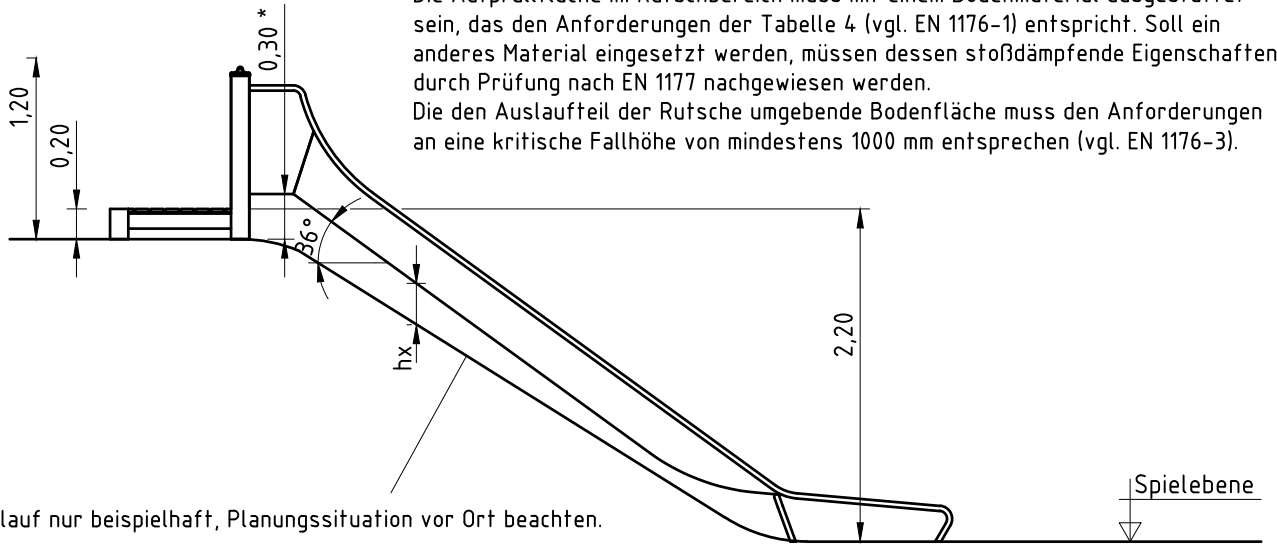 sein, das den Anforderungen der Tabelle 4 (vgl. EN 1176-1) entspricht. Soll ein
anderes Material eingesetzt werden, müssen dessen stoßdämpfende Eigenschaften
durch Prüfung nach EN 1177 nachgewiesen werden.
Die den Auslaufteil der Rutsche umgebende Bodenfläche muss den Anforderungen
an eine kritische Fallhöhe von mindestens 1000 mm entsprechen (vgl. EN 1176-3).
0,30 *
1,20
0,20
36°
hx
2,20
Spielebene
lauf nur beispielhaft, Planungssituation vor Ort beachten.